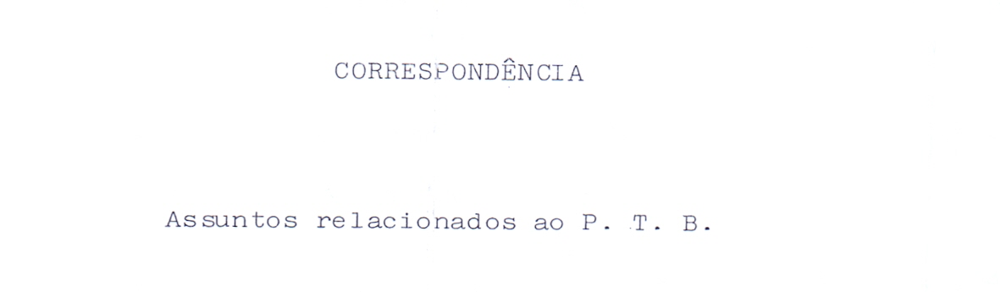 CORRESPONDÊNCIA
Assuntos relacionados ao P. T. B.